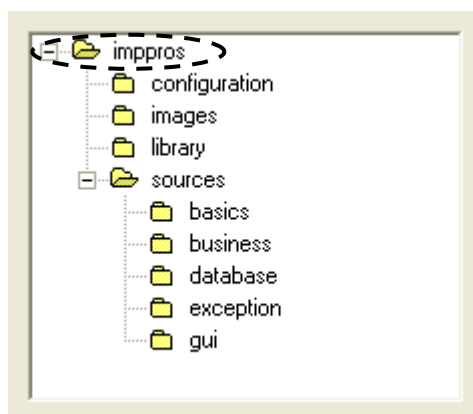 imppros
configuration
images
library
sources
basics
business
database
exception
gui